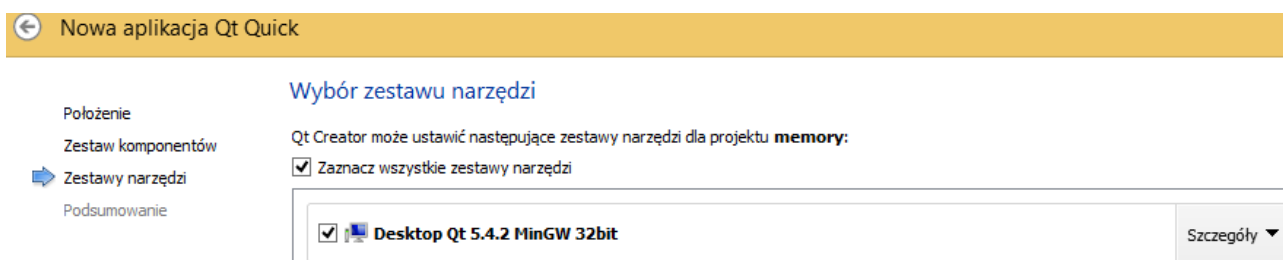 Nowa aplikacja Qt Quick
Wybór zestawu narzędzi
Położenie
Zestaw komponentów
Zestawy narzędzi
Podsumowanie
Qt Creator może ustawić następujące zestawy narzędzi dla projektu memory:
Zaznacz wszystkie zestawy narzędzi
Desktop Qt 5.4.2 MinGW 32bit
Szczegóły